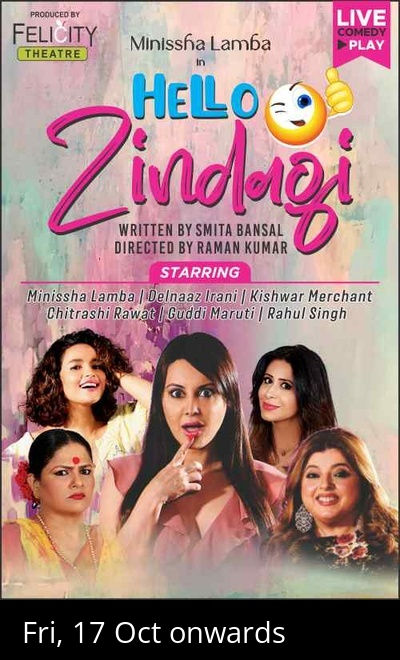 PRODUCED BY
FELICITY
THEATRE
LIVE
COMEDY
PLAY
Minissha Lamba
in
HELLO
Zindagi
WRITTEN BY SMITA BANSAL
DIRECTED BY RAMAN KUMAR
STARRING
Minissha Lamba | Delnaaz Irani | Kishwar Merchant
Chitrashi Rawat | Guddi Maruti | Rahul Singh
Fri, 17 Oct onwards